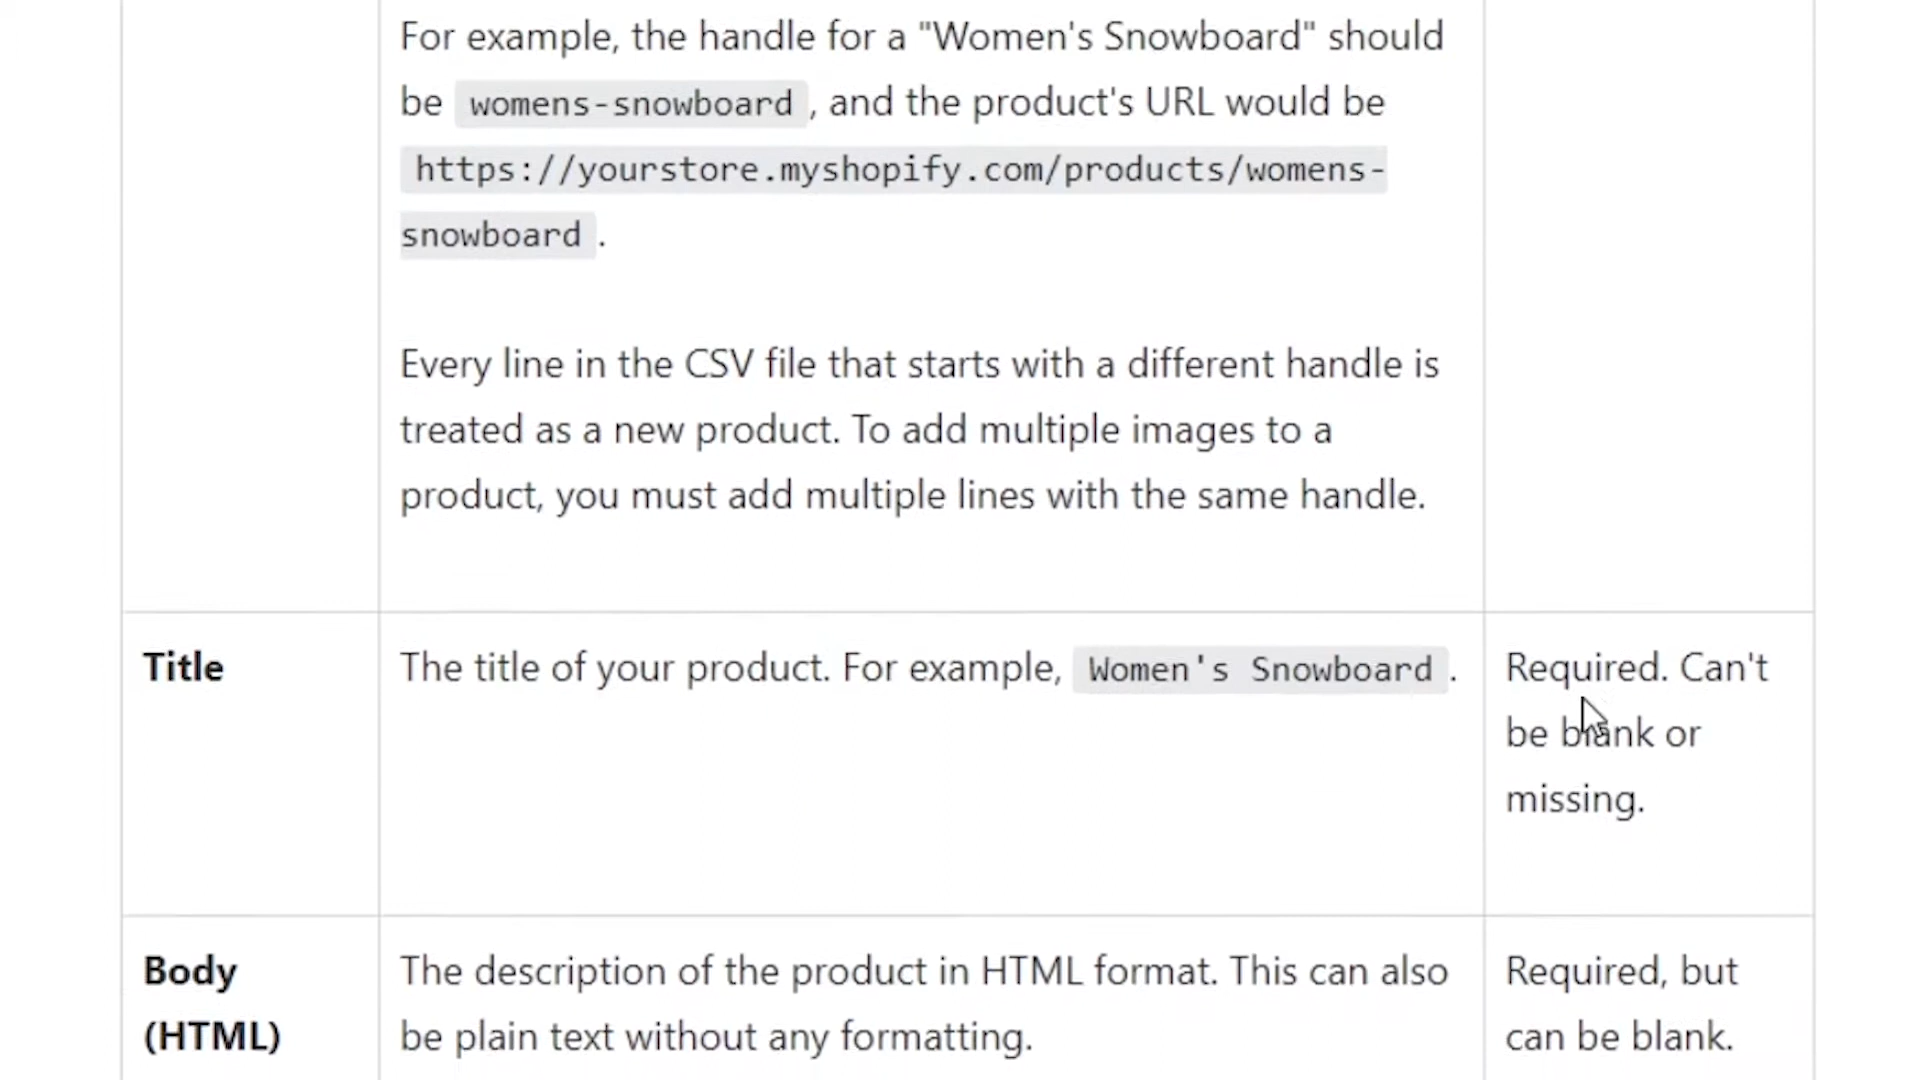 For example, the handle for a "Women's Snowboard" should
be womens-snowboard , and the product's URL would be
https://yourstore.myshopify.com/products/womens-
snowboard .
Every line in the CSV file that starts with a different handle is
treated as a new product. To add multiple images to a
product, you must add multiple lines with the same handle.
Title
The title of your product. For example, Women's Snowboard .
Required. Can't
be blank or
missing.
Body
(HTML)
The description of the product in HTML format. This can also
be plain text without any formatting.
Required, but
can be blank.